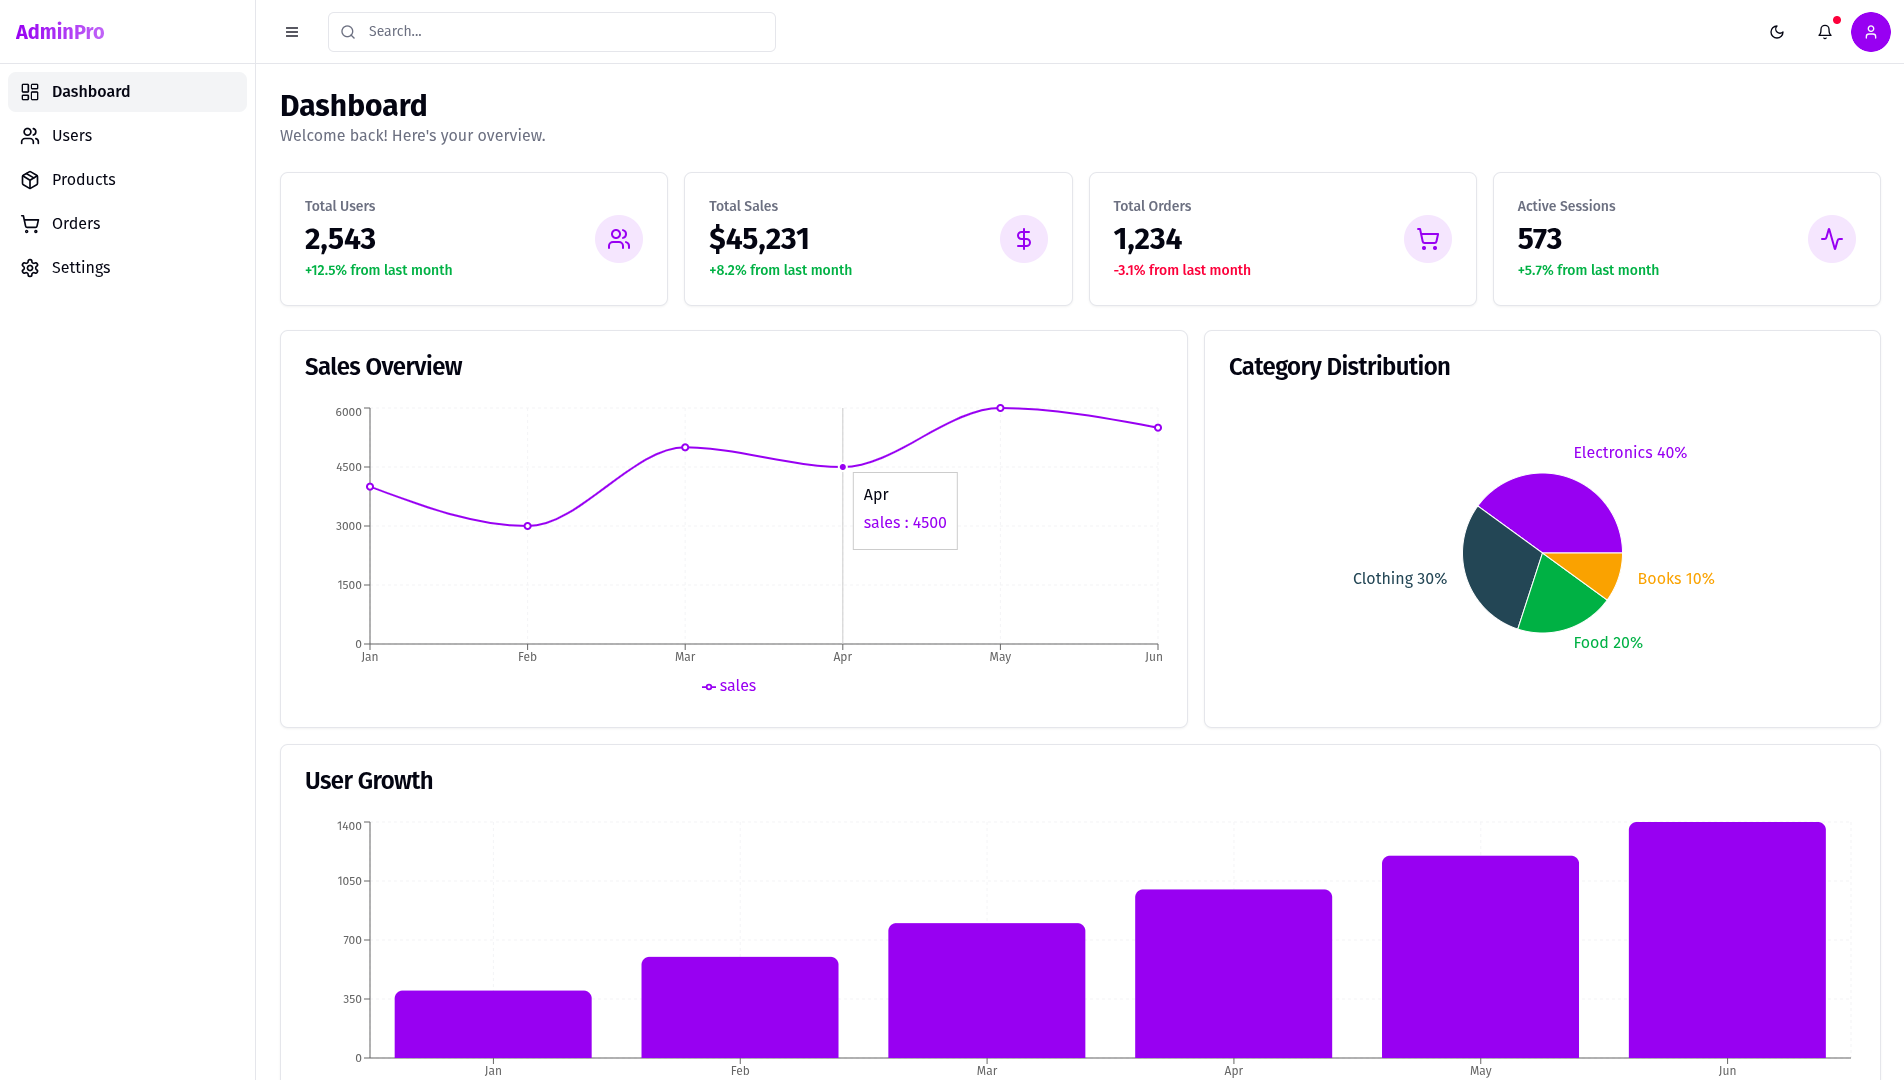 AdminPro
Search...
Dashboard
Users
Products
Orders
Settings
Dashboard
Welcome back! Here's your overview.
Total Users
2,543
+12.5% from last month
Total Sales
$45,231
+8.2% from last month
Total Orders
1,234
-3.1% from last month
Active Sessions
573
+5.7% from last month
Sales Overview
6000
4500
3000
1500
0
Jan
Feb
Mar
Apr
May
Jun
Apr
sales : 4500
sales
Category Distribution
Electronics 40%
Clothing 30%
Books 10%
Food 20%
User Growth
1400
1050
700
350
0
Jan
Feb
Mar
Apr
May
Jun